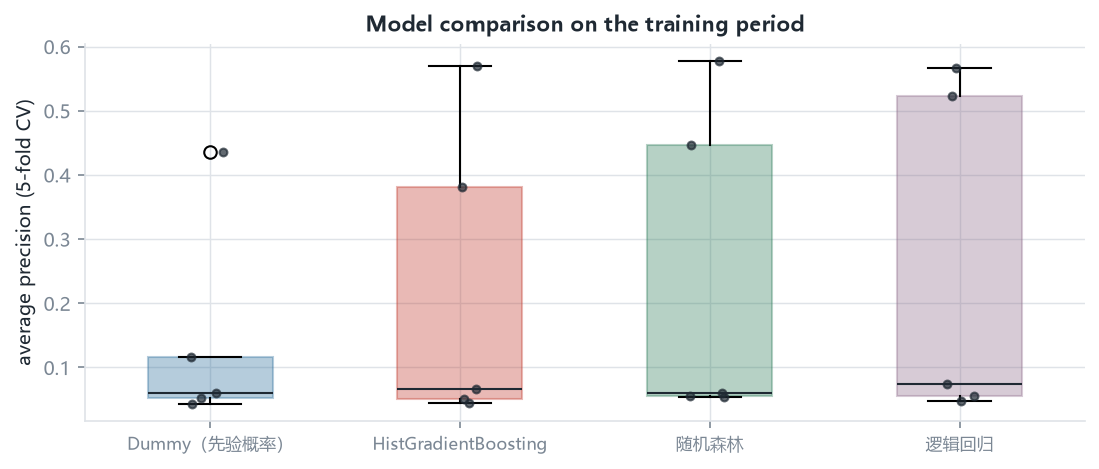 Model comparison on the training period
average precision (5-fold CV)
0.6
0.5
0.4
0.3
0.2
0.1
Dummy（先验概率）
HistGradientBoosting
随机森林
逻辑回归